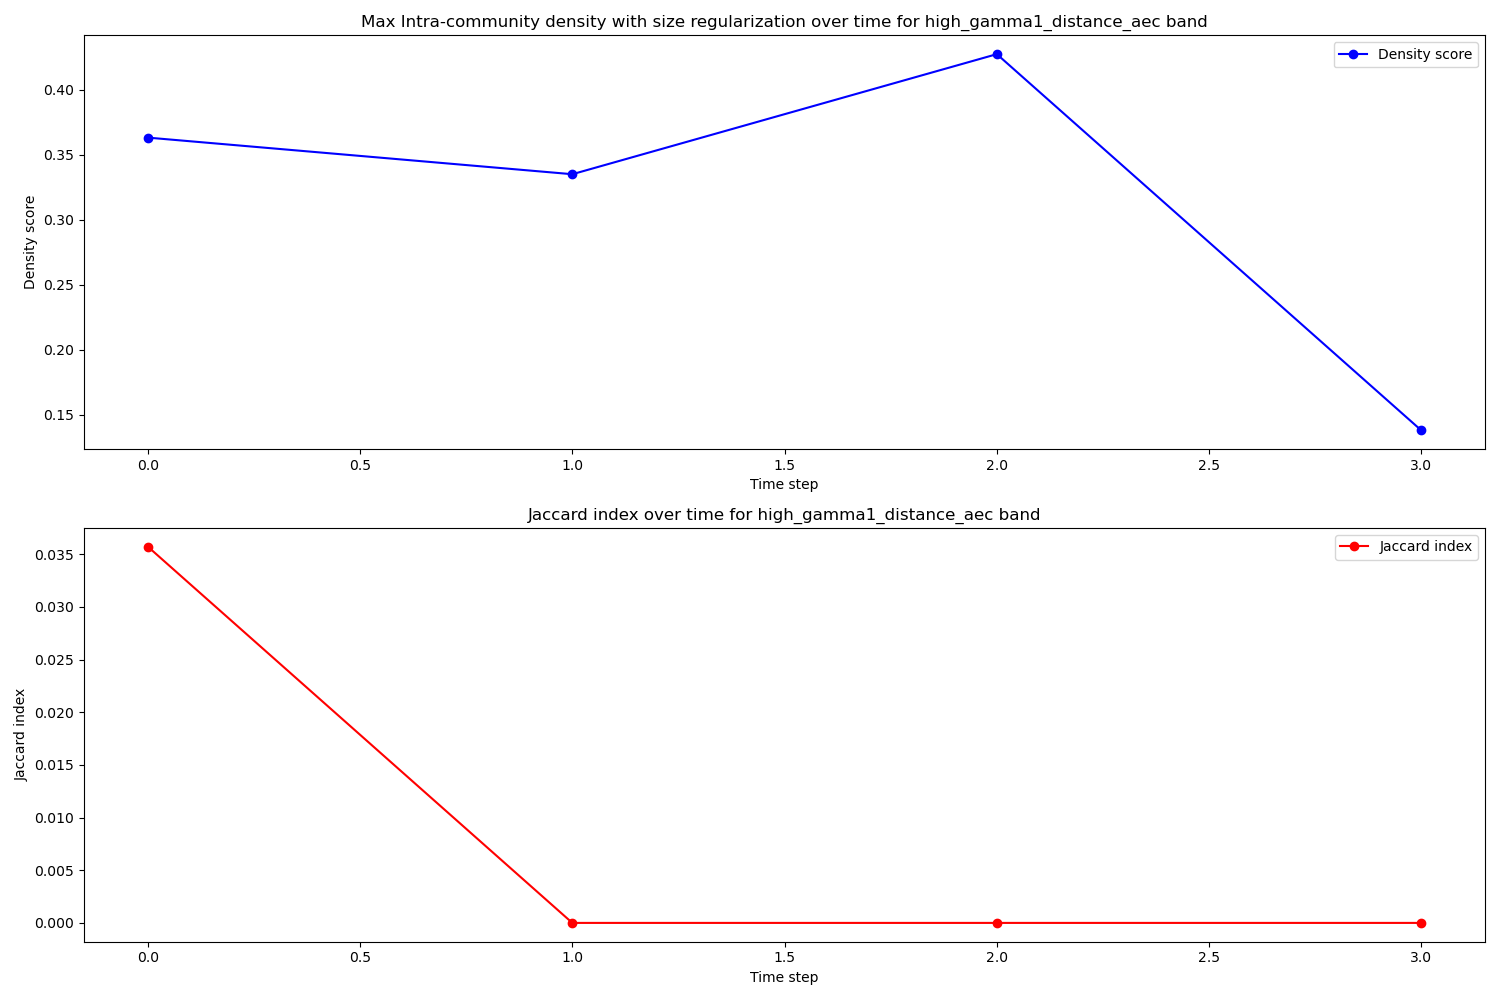 Max Intra-community density with size regularization over time for high_gamma1_distance_aec band
Density score
0.40
0.35
0.30
0.25
0.20
0.15
Density score
0.0 0.5 1.0 1.5 2.0 2.5 3.0
Time step
Jaccard index over time for high_gamma1_distance_aec band
Jaccard index
0.035
0.030
0.025
0.020
0.015
0.010
0.005
0.000
Jaccard index
0.0 0.5 1.0 1.5 2.0 2.5 3.0
Time step